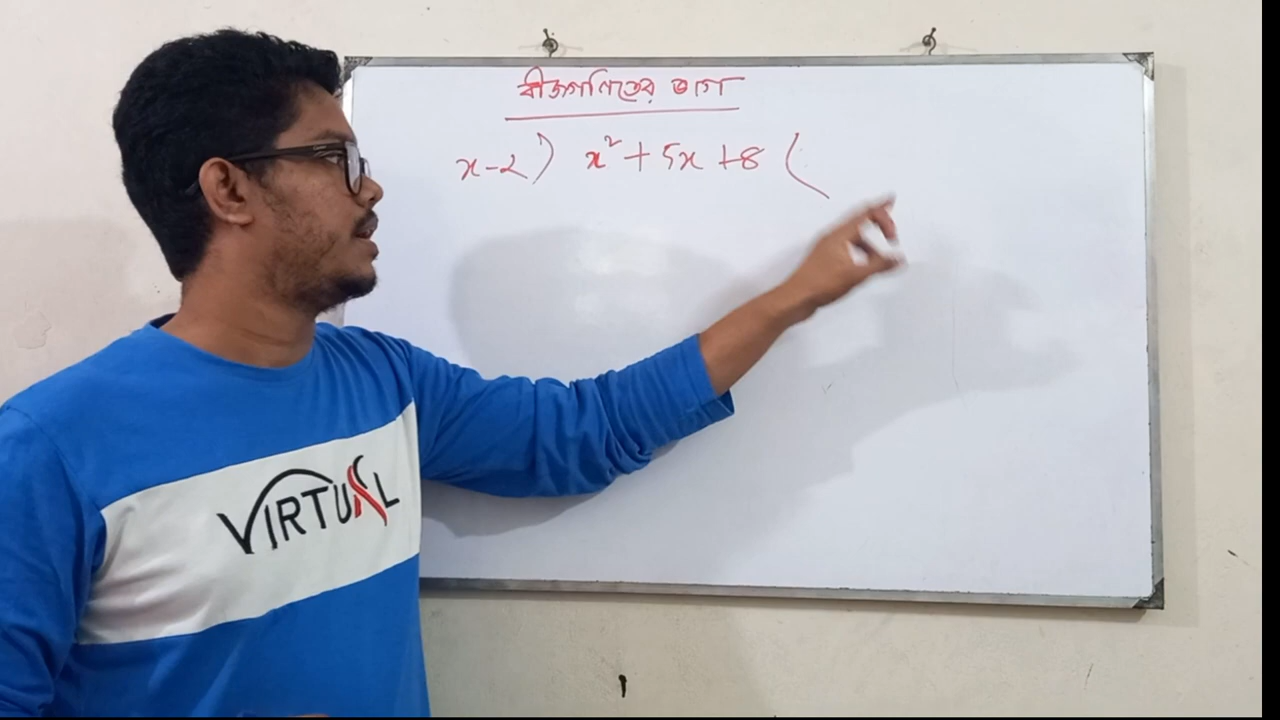 বীজগণিতের ভাগ
x-2) x² + 5x +8 (
VIRTUAL